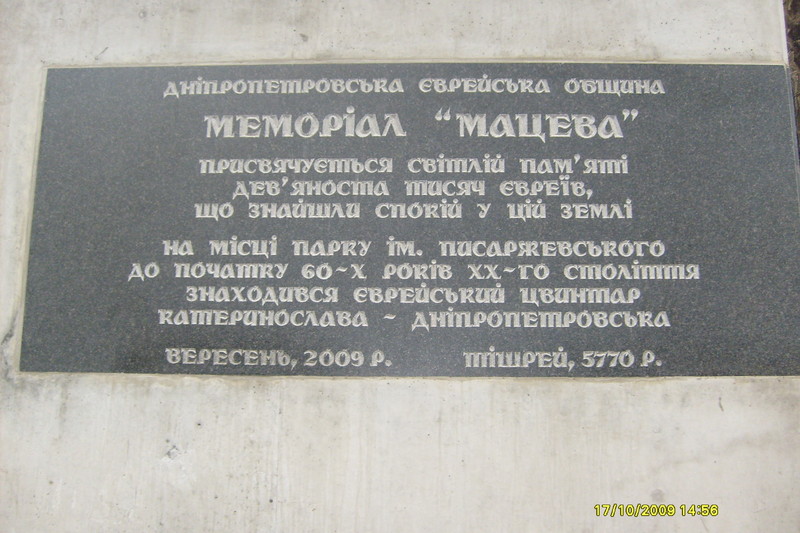 Дніпропетровська Єврейська Община
Меморіал "Мацева"
присвячується світлій пам'яті
дев'яноста тисяч євреїв,
що знайшли спокій у цій землі
на місці парку ім. Писаржевського
до початку 60-х років XX-го століття
знаходився єврейський цвинтар
Катеринослава - Дніпропетровська
Вересень, 2009 р. Тішрей, 5770 р.
17/10/2009 14:56